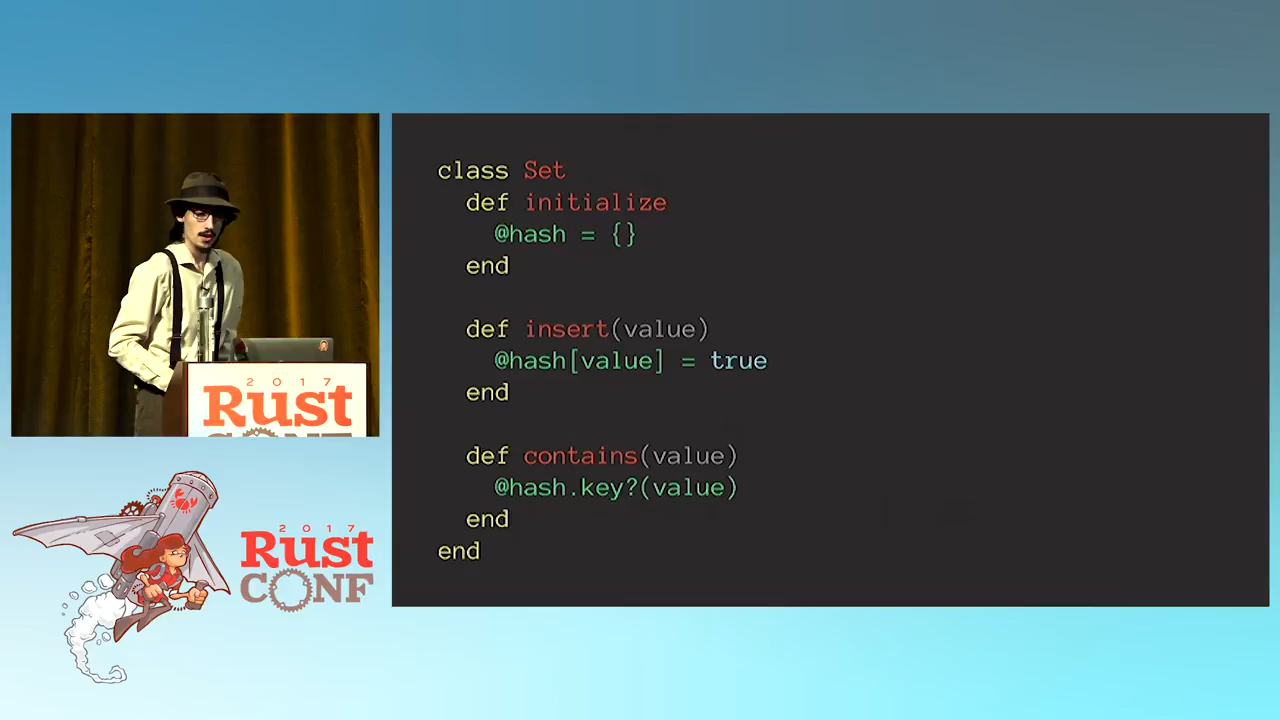 class Set
  def initialize
    @hash = {}
  end

  def insert(value)
    @hash[value] = true
  end

  def contains(value)
    @hash.key?(value)
  end
end
2017
Rust
CONF
2017
Rust
CONF